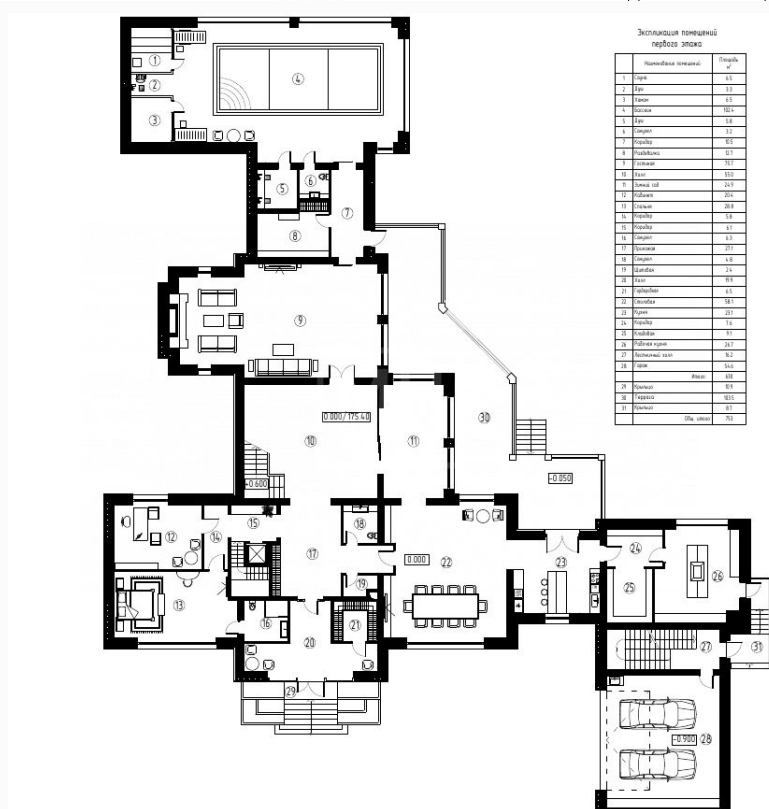 Экспликация помещений
первого этажа
Наименование помещений Площадь м²
1 Сауна 6.5
2 Душ 3.3
3 Хамам 6.5
4 Бассейн 102.4
5 Душ 5.8
6 Санузел 3.2
7 Коридор 10.5
8 Раздевалка 12.7
9 Гостиная 75.7
10 Холл 55.0
11 Зимний сад 24.9
12 Кабинет 20.4
13 Спальня 28.8
14 Коридор 5.8
15 Коридор 6.1
16 Санузел 6.3
17 Прихожая 27.1
18 Санузел 4.8
19 Щитовая 2.4
20 Холл 19.9
21 Гардеробная 6.5
22 Столовая 58.1
23 Кухня 23.1
24 Коридор 7.6
25 Кладовая 9.1
26 Рабочая кухня 26.7
27 Лестничный холл 16.2
28 Гараж 54.6
Итого: 630
29 Крыльцо 10.9
30 Терраса 103.5
31 Крыльцо 8.1
Общ. итого: 753
1
2
4
3
5
6
7
8
9
0.000/175.40
10
11
30
+0.600
-0.050
12
14
15
18
17
0.000
22
23
24
26
13
19
25
16
21
20
27
31
29
-0.900 28